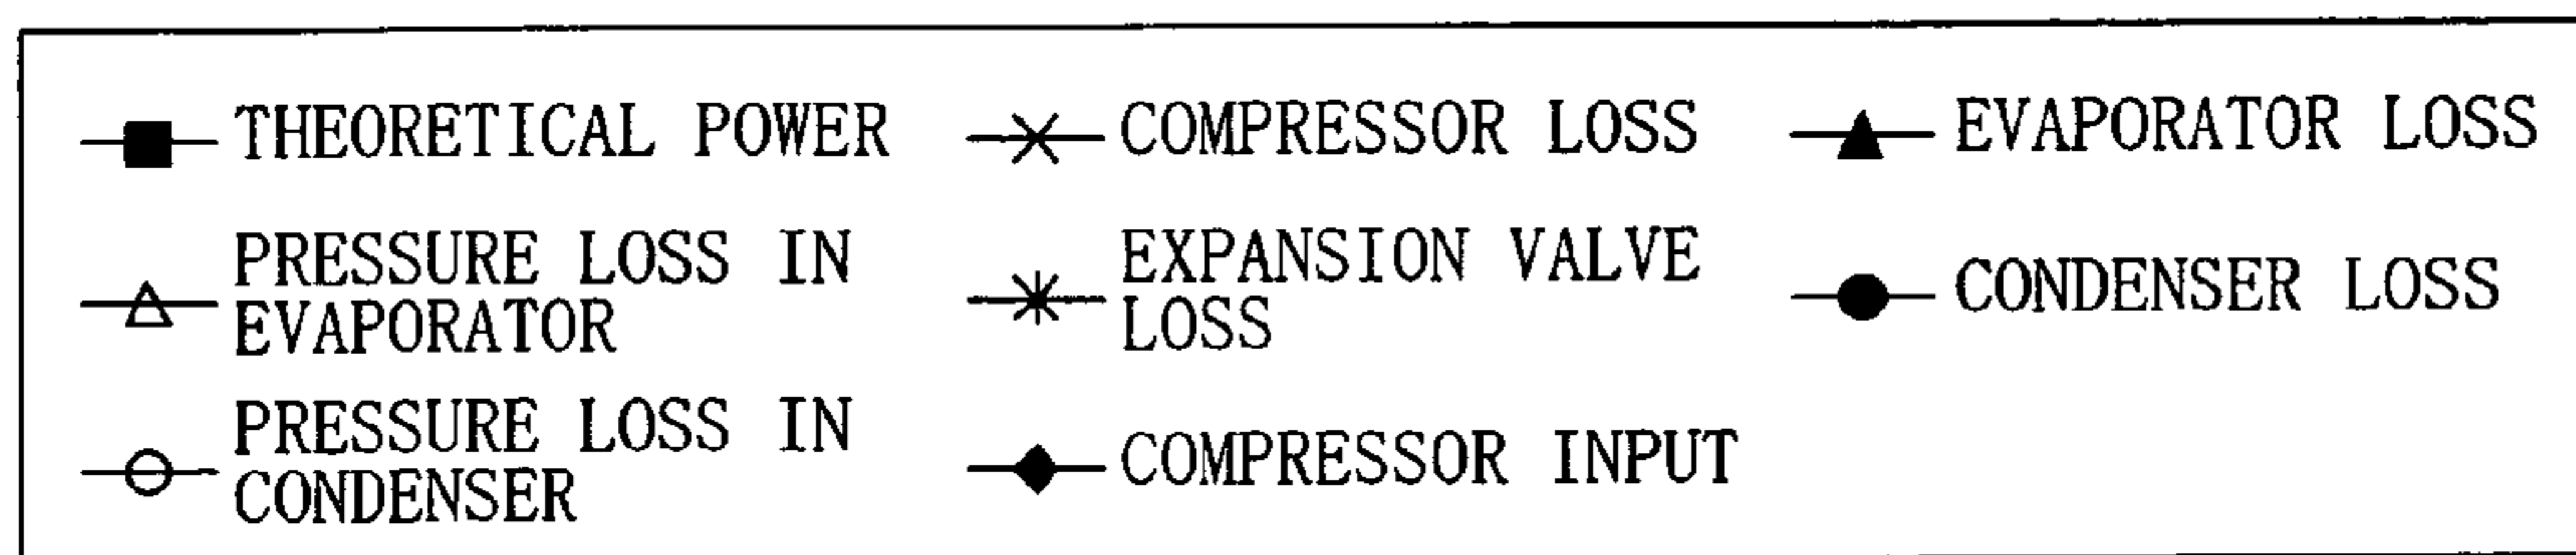 THEORETICAL POWER
PRESSURE LOSS IN
EVAPORATOR
PRESSURE LOSS IN
CONDENSER
COMPRESSOR LOSS
EXPANSION VALVE
LOSS
COMPRESSOR INPUT
EVAPORATOR LOSS
CONDENSER LOSS